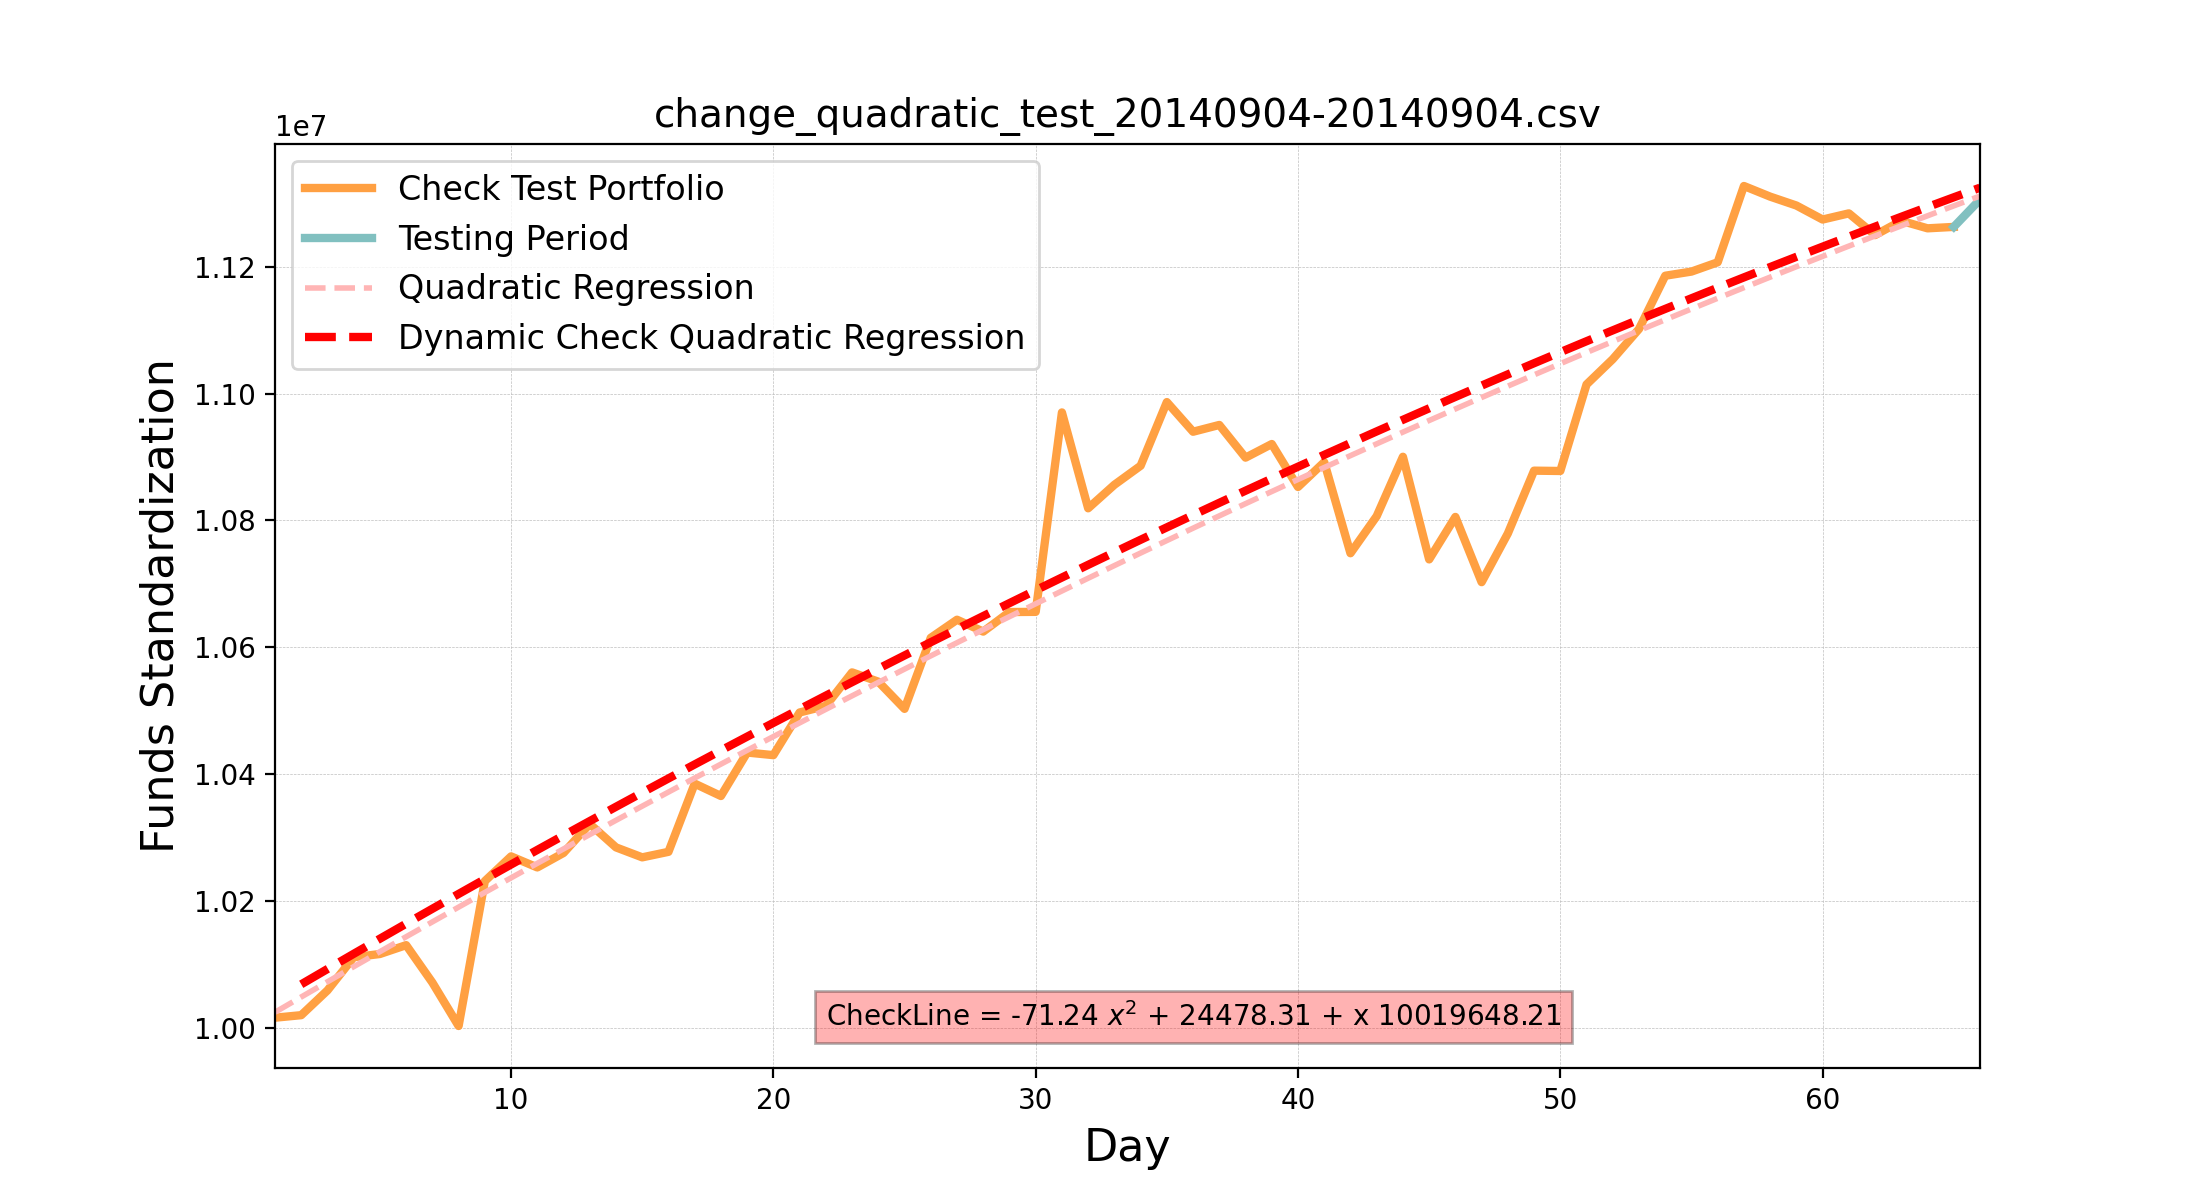 change_quadratic_test_20140904-20140904.csv
1e7
Check Test Portfolio
Testing Period
Quadratic Regression
Dynamic Check Quadratic Regression
1.12
1.10
1.08
1.06
1.04
1.02
1.00
Funds Standardization
CheckLine = -71.24 x² + 24478.31 + x 10019648.21
10 20 30 40 50 60
Day